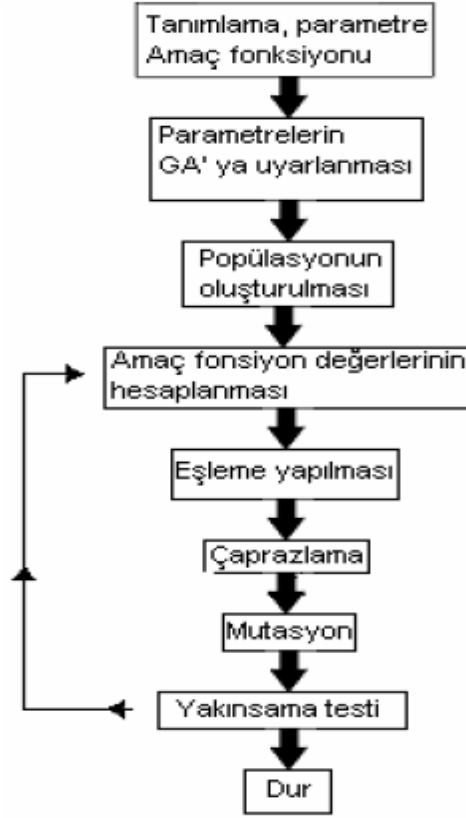 Tanımlama, parametre
Amaç fonksiyonu
Parametrelerin
GA' ya uyarlanması
Popülasyonun
oluşturulması
Amaç fonsiyon değerlerinin
hesaplanması
Eşleme yapılması
Çaprazlama
Mutasyon
Yakınsama testi
Dur